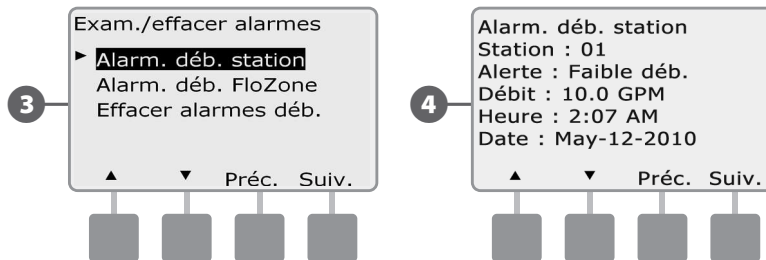 3
Exam./effacer alarmes
► Alarm. déb. station
Alarm. déb. FloZone
Effacer alarmes déb.
▲ ▼ Préc. Suiv.
4
Alarm. déb. station
Station : 01
Alerte : Faible déb.
Débit : 10.0 GPM
Heure : 2:07 AM
Date : May-12-2010
▲ ▼ Préc. Suiv.